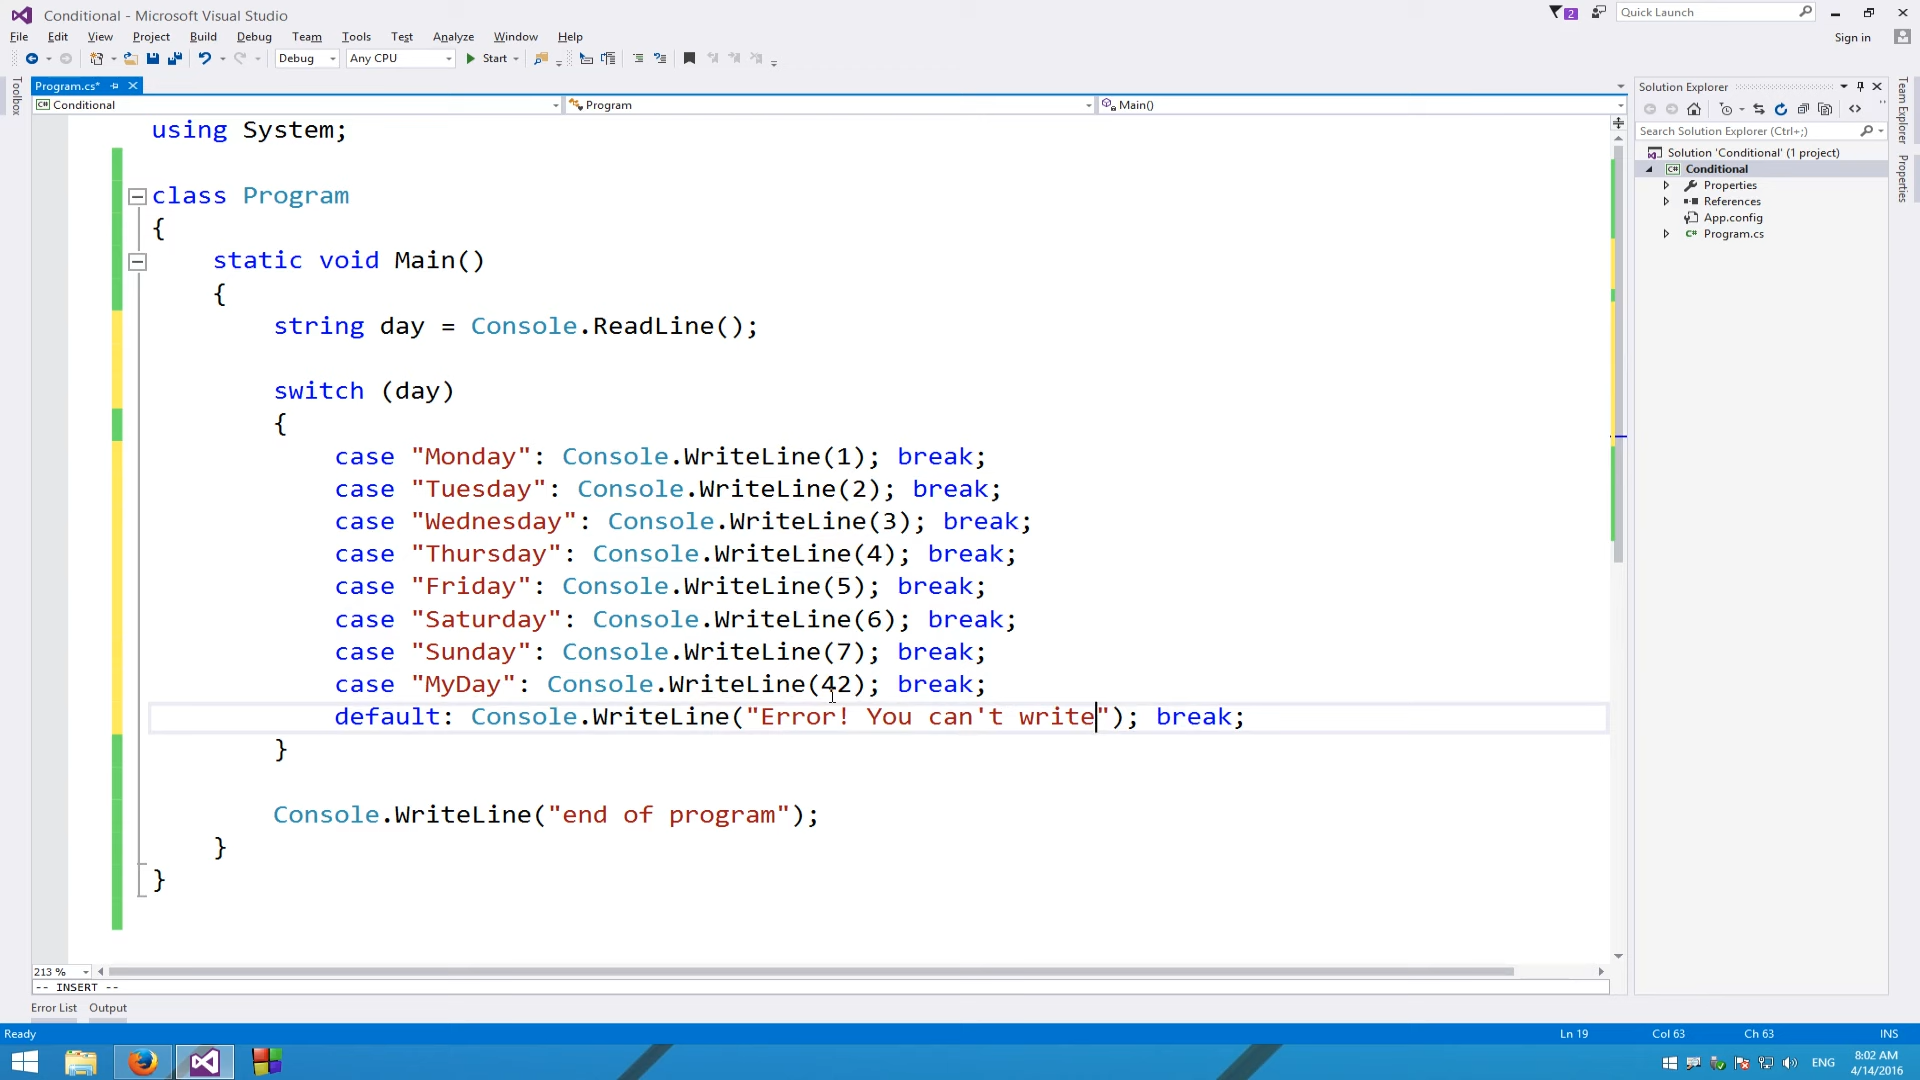 Conditional - Microsoft Visual Studio
2
Quick Launch
File Edit View Project Build Debug Team Tools Test Analyze Window Help
Sign in
Debug Any CPU Start
Toolbox
Program.cs*
Conditional Program Main()
using System;
class Program
{
static void Main()
{
string day = Console.ReadLine();
switch (day)
{
case "Monday": Console.WriteLine(1); break;
case "Tuesday": Console.WriteLine(2); break;
case "Wednesday": Console.WriteLine(3); break;
case "Thursday": Console.WriteLine(4); break;
case "Friday": Console.WriteLine(5); break;
case "Saturday": Console.WriteLine(6); break;
case "Sunday": Console.WriteLine(7); break;
case "MyDay": Console.WriteLine(42); break;
default: Console.WriteLine("Error! You can't write"); break;
}
Console.WriteLine("end of program");
}
}
213 %
-- INSERT --
Error List Output
Solution Explorer
Search Solution Explorer (Ctrl+;)
Solution 'Conditional' (1 project)
C# Conditional
Properties
References
App.config
C# Program.cs
Team Explorer
Properties
Ready Ln 19 Col 63 Ch 63 INS
ENG
8:02 AM
4/14/2016